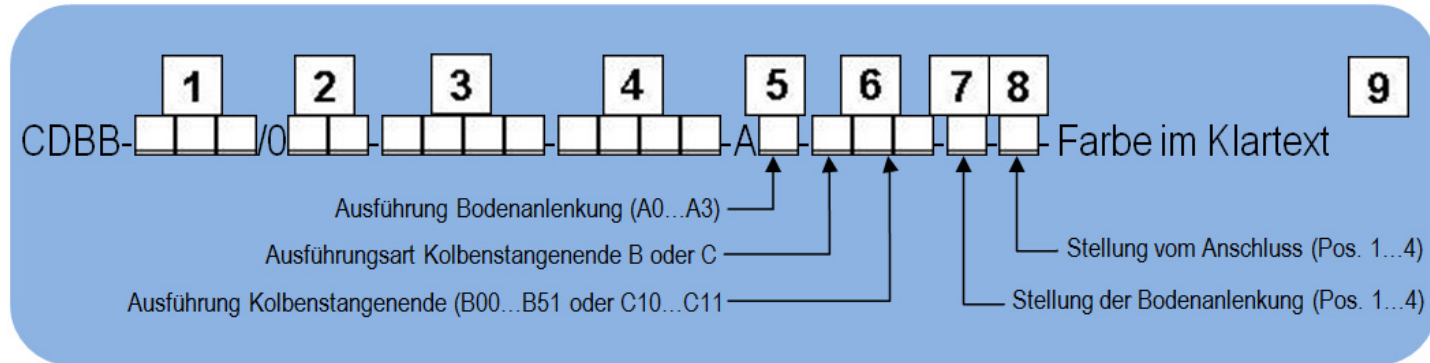 1 2 3 4 5 6 7 8 9
CDBB- /0 - - -A - - - - Farbe im Klartext
Ausführung Bodenanlenkung (A0...A3)
Ausführungsart Kolbenstangenende B oder C
Stellung vom Anschluss (Pos. 1...4)
Ausführung Kolbenstangenende (B00...B51 oder C10...C11
Stellung der Bodenanlenkung (Pos. 1...4)